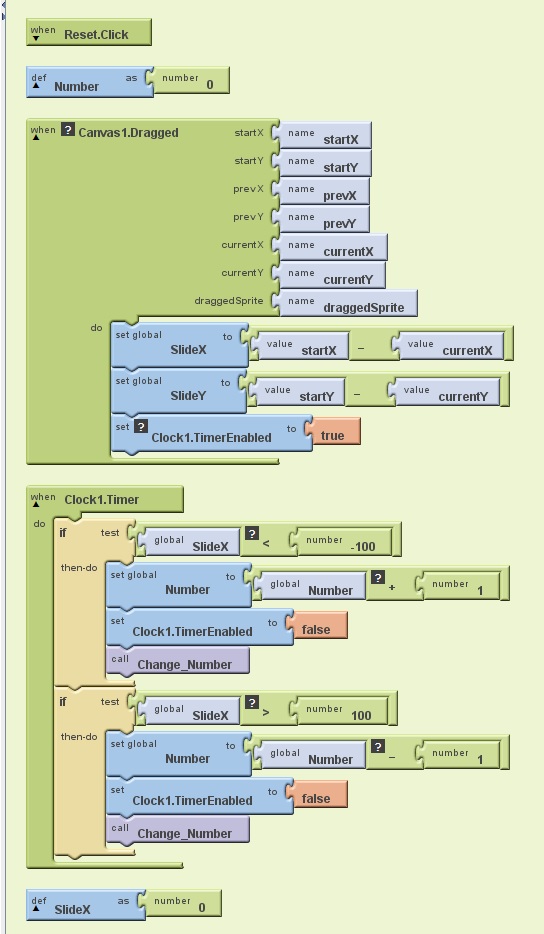 when Reset.Click
def Number as number 0
when ? Canvas1.Dragged startX name startX
startY name startY
prevX name prevX
prevY name prevY
currentX name currentX
currentY name currentY
draggedSprite name draggedSprite
do set global SlideX to value startX - value currentX
set global SlideY to value startY - value currentY
set ? Clock1.TimerEnabled to true
when Clock1.Timer
do if test global SlideX ? < number -100
then-do set global Number to global Number ? + number 1
set Clock1.TimerEnabled to false
call Change_Number
if test global SlideX ? > number 100
then-do set global Number to global Number ? - number 1
set Clock1.TimerEnabled to false
call Change_Number
def SlideX as number 0